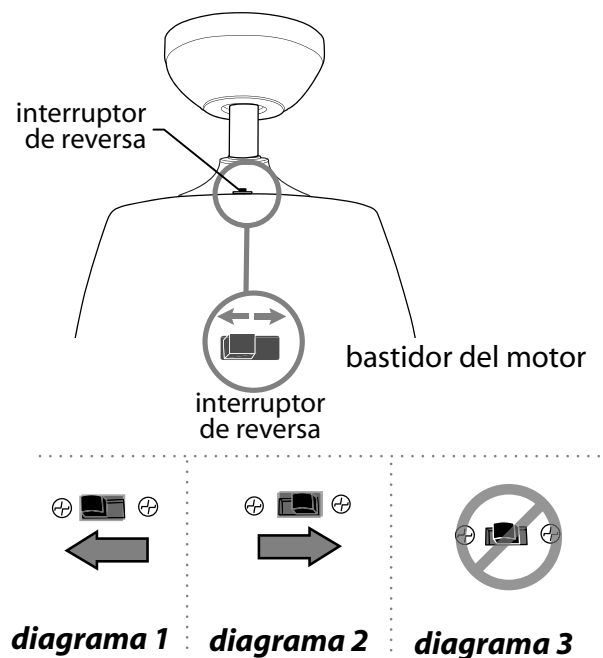 interruptor
de reversa
bastidor del motor
interruptor
de reversa
diagrama 1
diagrama 2
diagrama 3